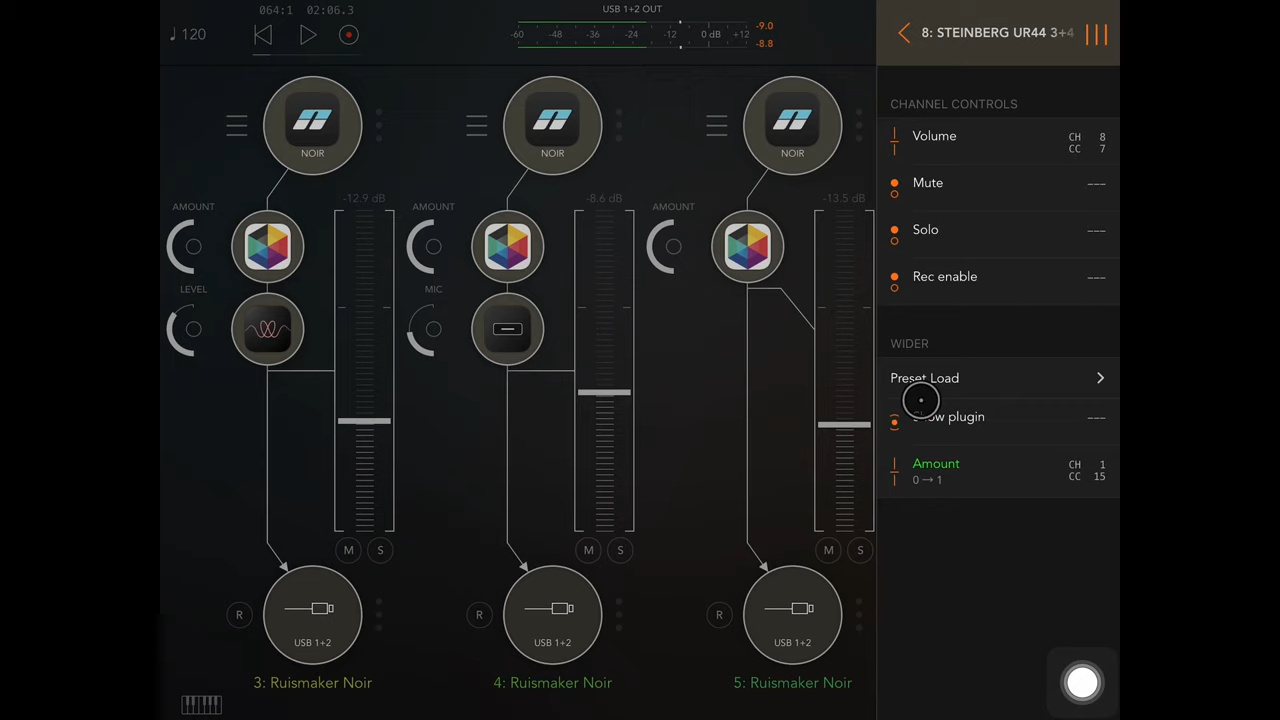 064:1 02:06.3
USB 1+2 OUT
♩120
-60 -48 -36 -24 -12 0 dB +12
-9.0
-8.8
8: STEINBERG UR44 3+4
NOIR
NOIR
NOIR
CHANNEL CONTROLS
Volume CH 8
CC 7
Mute ---
Solo ---
Rec enable ---
WIDER
Preset Load
Show plugin ---
Amount CH 1
0 → 1 CC 15
AMOUNT -12.9 dB
AMOUNT -8.6 dB
AMOUNT -13.5 dB
LEVEL
MIC
M S
M S
M S
R USB 1+2
R USB 1+2
R USB 1+2
3: Ruismaker Noir
4: Ruismaker Noir
5: Ruismaker Noir